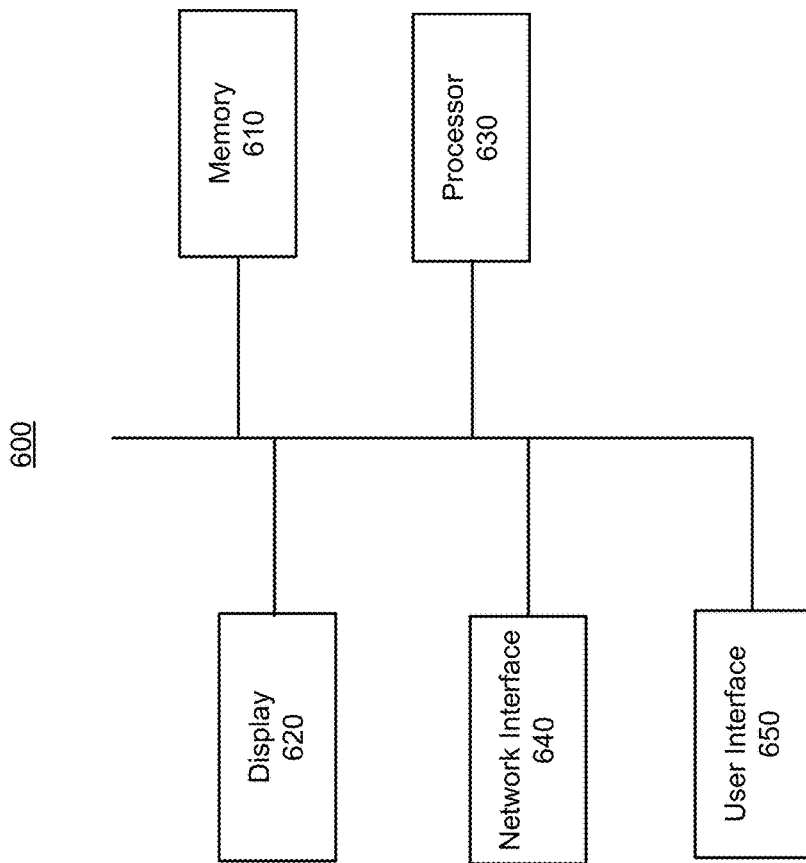 600
Memory
610
Display
620
Processor
630
Network Interface
640
User Interface
650